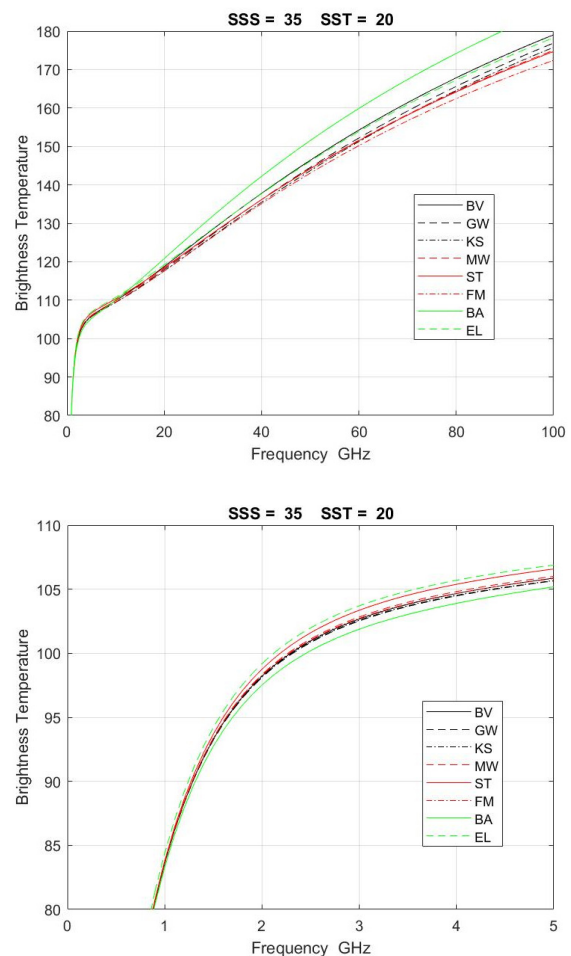 SSS = 35 SST = 20
Brightness Temperature
180
170
160
150
140
130
120
110
100
90
80
BV
GW
KS
MW
ST
FM
BA
EL
0 20 40 60 80 100
Frequency GHz
SSS = 35 SST = 20
Brightness Temperature
110
105
100
95
90
85
80
BV
GW
KS
MW
ST
FM
BA
EL
0 1 2 3 4 5
Frequency GHz